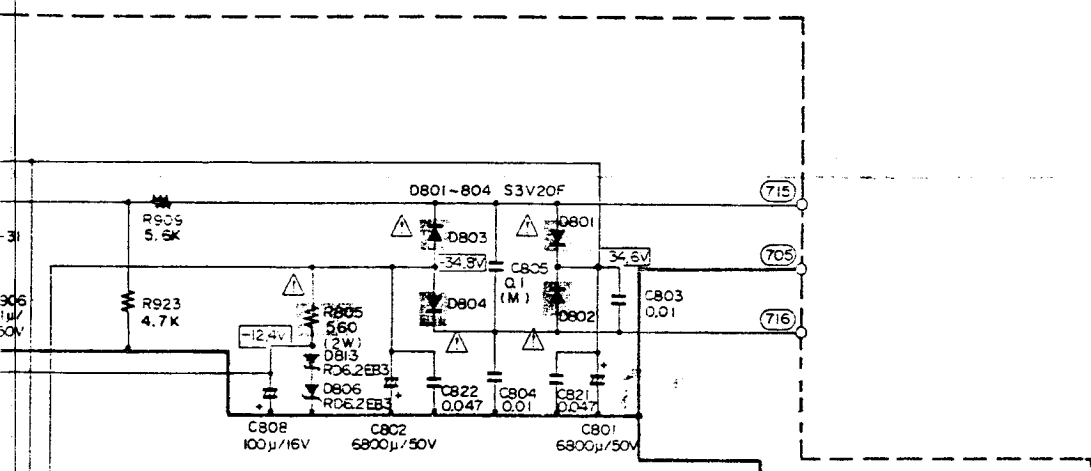 D801~804 S3V20F
715
R909
5.6K
D803
D801
-31
-34.8V
34.6V
705
C805
0.1
(M)
C803
0.01
R923
4.7K
R805
560
(2W)
D804
D802
716
-12.4V
D813
RD6.2EB3
D806
RD6.2EB3
C822
0.047
C804
0.01
C821
0.047
C808
100µ/16V
C802
6800µ/50V
C801
6800µ/50V